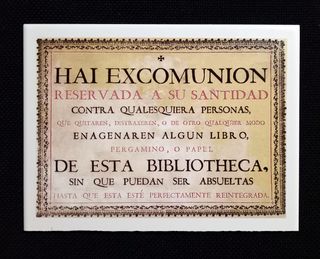 HAI EXCOMUNION
RESERVADA A SU SANTIDAD
CONTRA QUALESQUIERA PERSONAS,
QUE QUITAREN, DISTRAXEREN, O DE OTRO QUALQUIER MODO
ENAGENAREN ALGUN LIBRO,
PERGAMINO, O PAPEL
DE ESTA BIBLIOTHECA,
SIN QUE PUEDAN SER ABSUELTAS
HASTA QUE ESTA ESTÉ PERFECTAMENTE REINTEGRADA.